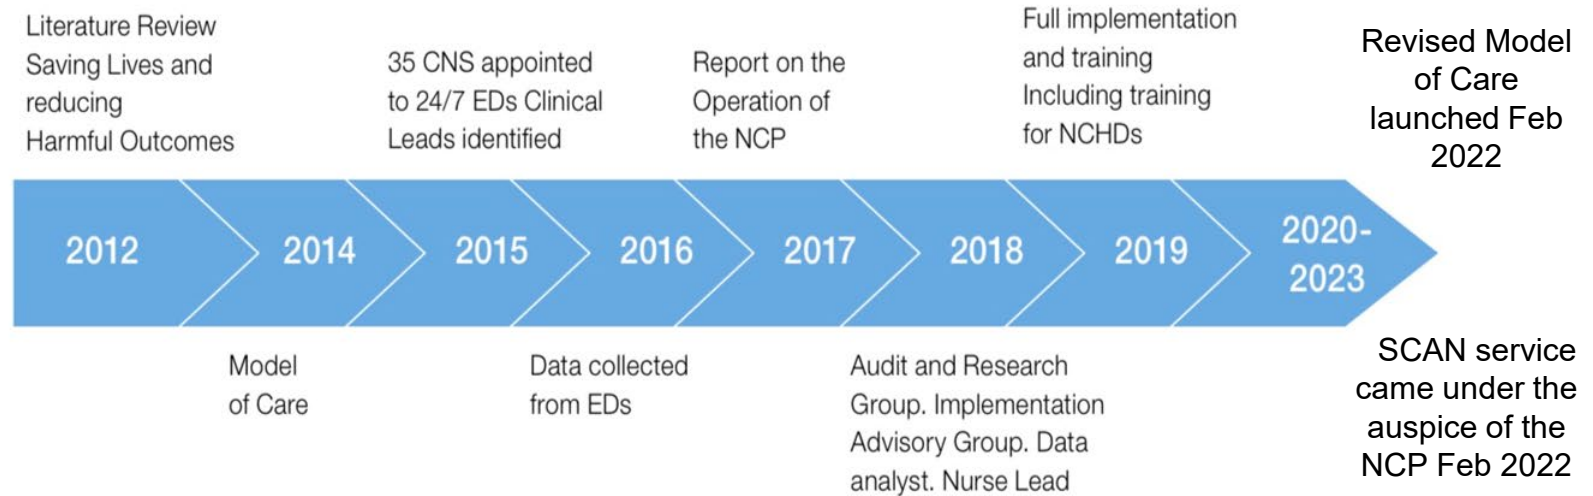 Literature Review
Saving Lives and
reducing
Harmful Outcomes
35 CNS appointed
to 24/7 EDs Clinical
Leads identified
Report on the
Operation of
the NCP
Full implementation
and training
Including training
for NCHDs
Revised Model
of Care
launched Feb
2022
2012
2014
2015
2016
2017
2018
2019
2020-
2023
Model
of Care
Data collected
from EDs
Audit and Research
Group. Implementation
Advisory Group. Data
analyst. Nurse Lead
SCAN service
came under the
auspice of the
NCP Feb 2022